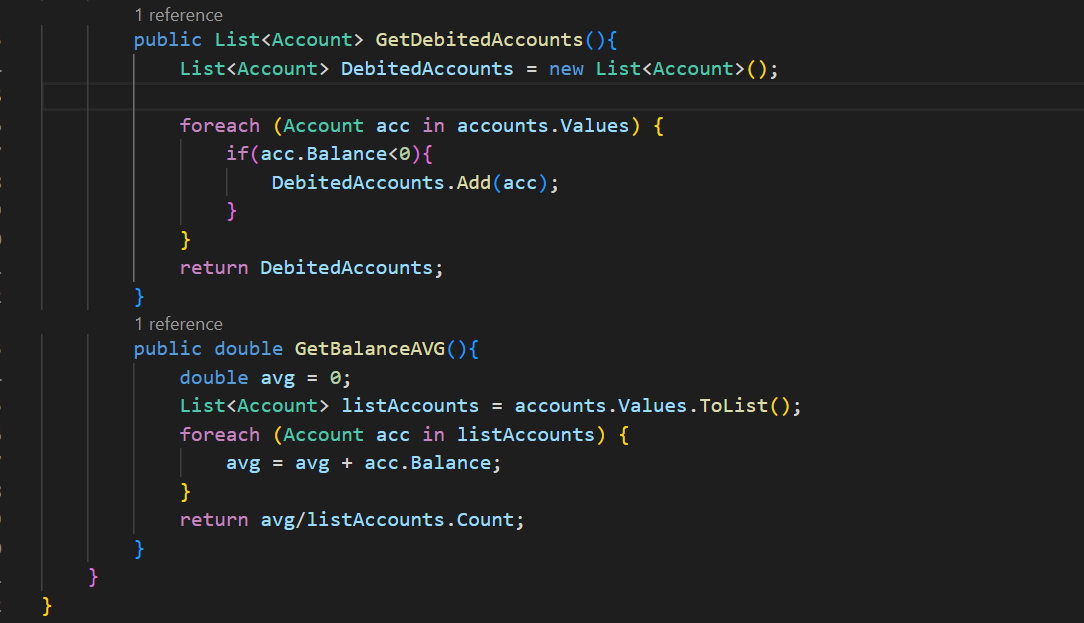 1 reference
public List<Account> GetDebitedAccounts(){
List<Account> DebitedAccounts = new List<Account>();
foreach (Account acc in accounts.Values) {
if(acc.Balance<0){
DebitedAccounts.Add(acc);
}
}
return DebitedAccounts;
}
1 reference
public double GetBalanceAVG(){
double avg = 0;
List<Account> listAccounts = accounts.Values.ToList();
foreach (Account acc in listAccounts) {
avg = avg + acc.Balance;
}
return avg/listAccounts.Count;
}
}
}